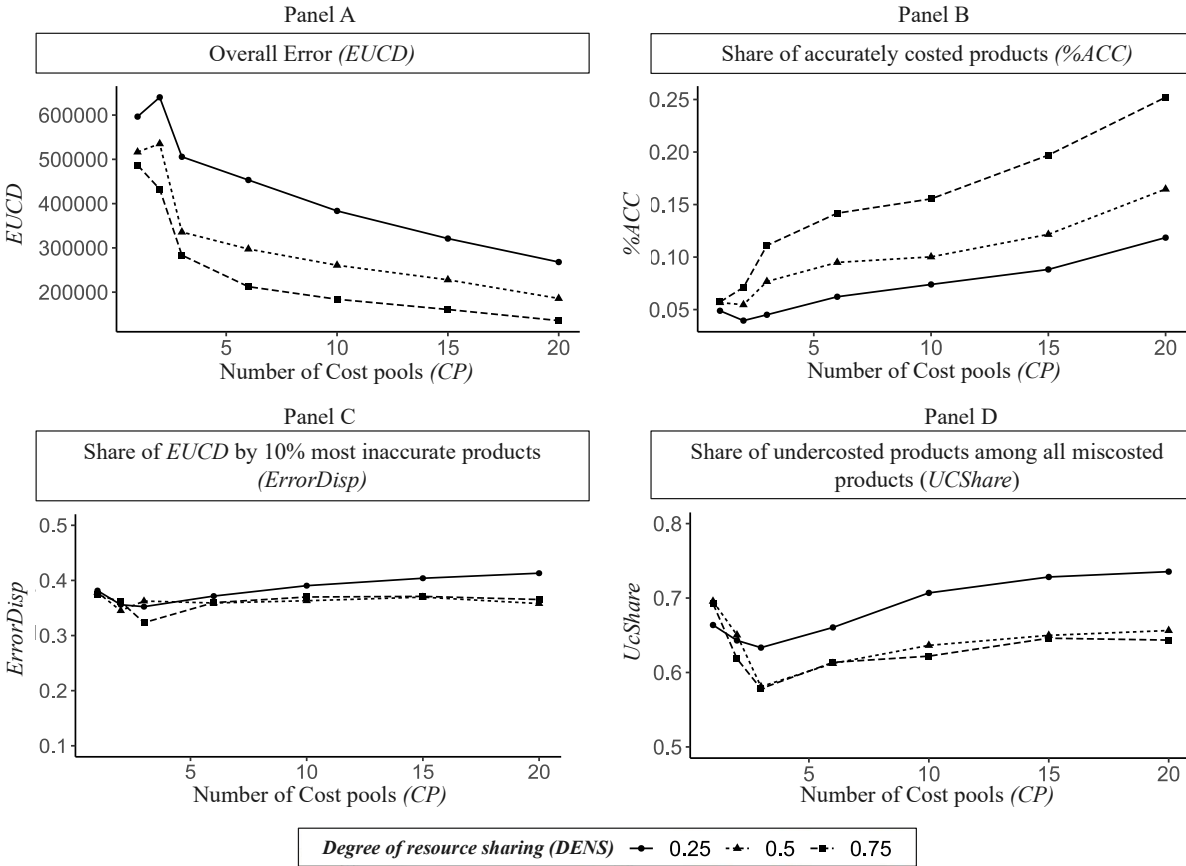 Panel A
Overall Error (EUCD)
600000
500000
400000
300000
200000
EUCD
5
10
15
20
Number of Cost pools (CP)
Panel B
Share of accurately costed products (%ACC)
0.25
0.20
0.15
0.10
0.05
%ACC
5
10
15
20
Number of Cost pools (CP)
Panel C
Share of EUCD by 10% most inaccurate products
(ErrorDisp)
0.5
0.4
0.3
0.2
0.1
ErrorDisp
5
10
15
20
Number of Cost pools (CP)
Panel D
Share of undercosted products among all miscosted
products (UCShare)
0.8
0.7
0.6
0.5
UcShare
5
10
15
20
Number of Cost pools (CP)
Degree of resource sharing (DENS) 0.25 0.5 0.75